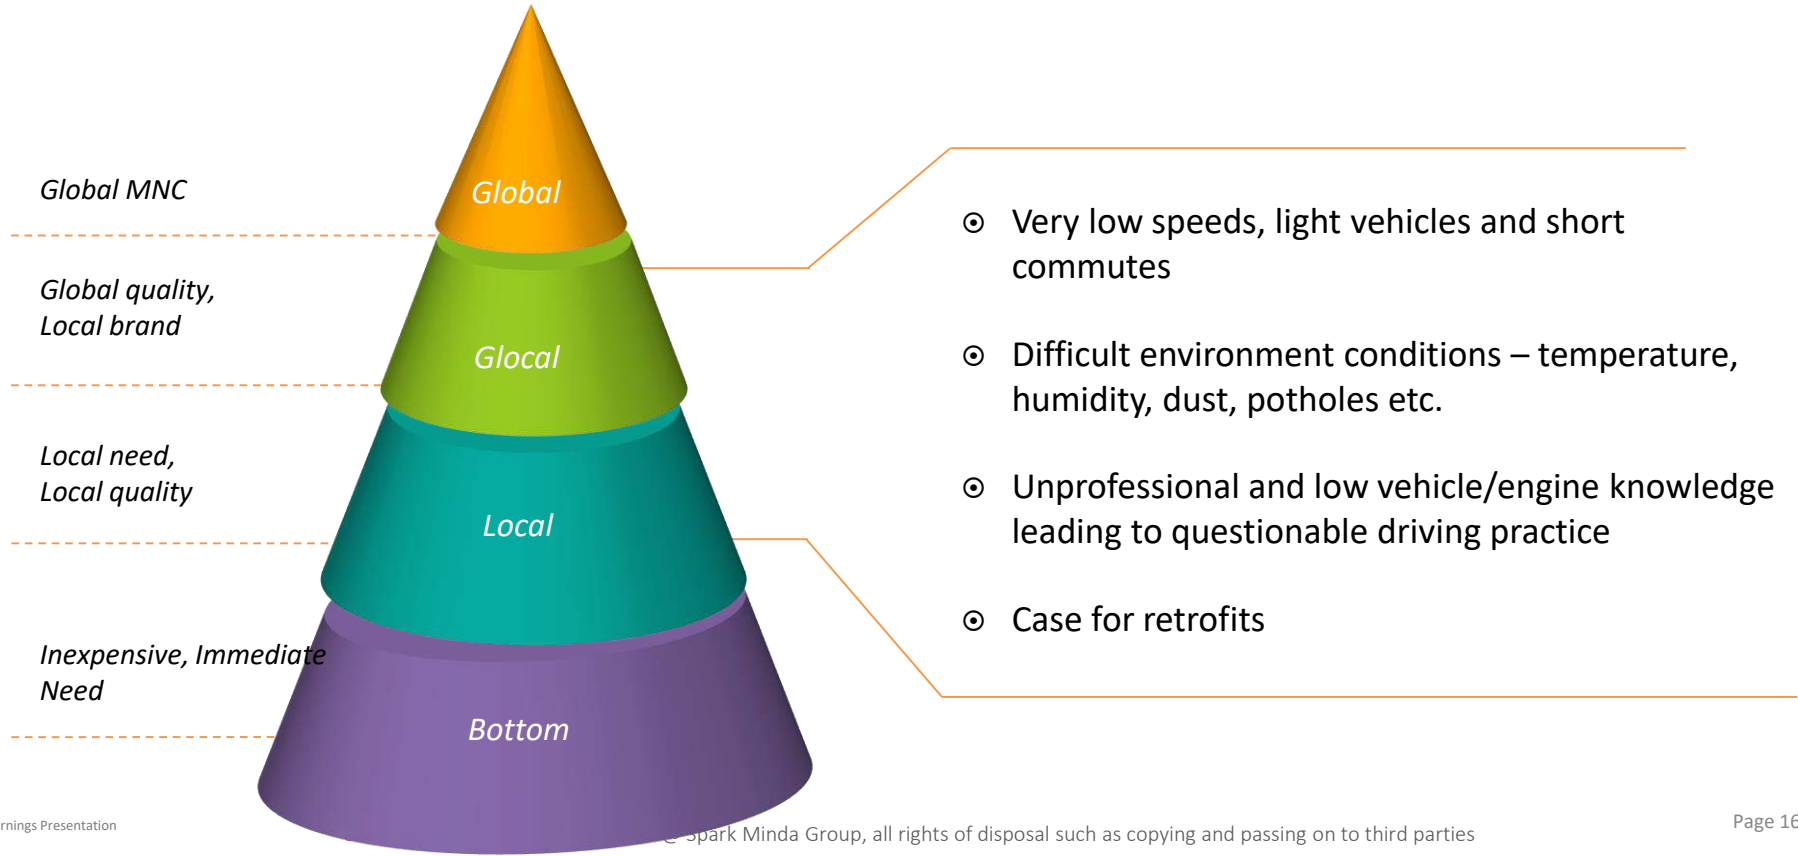 Global MNC
Global quality,
Local brand
Local need,
Local quality
Inexpensive, Immediate
Need
Global
Glocal
Local
Bottom
⦿ Very low speeds, light vehicles and short
commutes
⦿ Difficult environment conditions – temperature,
humidity, dust, potholes etc.
⦿ Unprofessional and low vehicle/engine knowledge
leading to questionable driving practice
⦿ Case for retrofits
Presentation
Spark Minda Group, all rights of disposal such as copying and passing on to third parties
Page 16